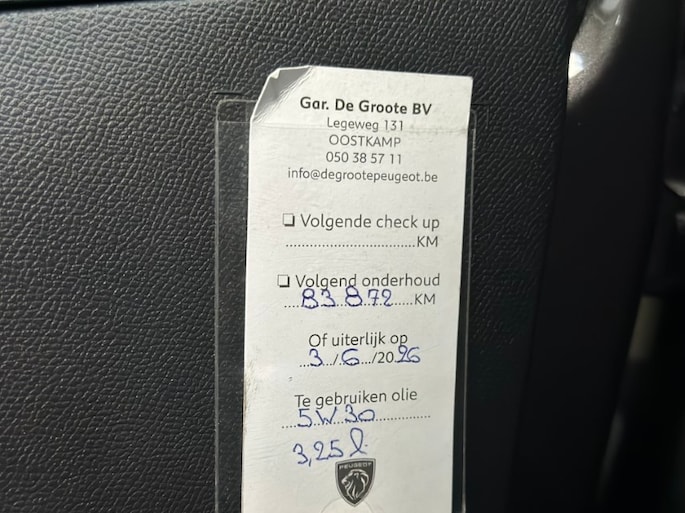 Gar. De Groote BV
Legeweg 131
OOSTKAMP
050 38 57 11
info@degrootepeugeot.be
❑ Volgende check up
.................................KM
❑ Volgend onderhoud
....83 872......KM
Of uiterlijk op
...3.../...6.../2026
Te gebruiken olie
....5W30..............
3,25 l.
PEUGEOT